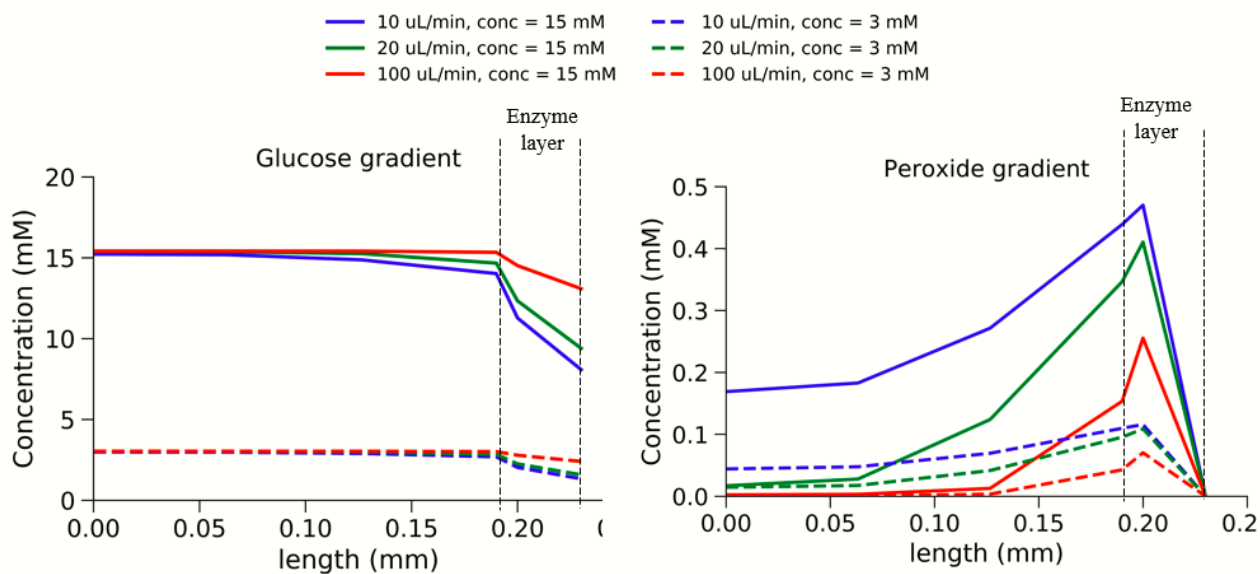 10 uL/min, conc = 15 mM
20 uL/min, conc = 15 mM
100 uL/min, conc = 15 mM
10 uL/min, conc = 3 mM
20 uL/min, conc = 3 mM
100 uL/min, conc = 3 mM
Enzyme
layer
Glucose gradient
Concentration (mM)
20
15
10
5
0
0.00 0.05 0.10 0.15 0.20
length (mm)
Enzyme
layer
Peroxide gradient
Concentration (mM)
0.5
0.4
0.3
0.2
0.1
0.0
0.00 0.05 0.10 0.15 0.20 0.2
length (mm)